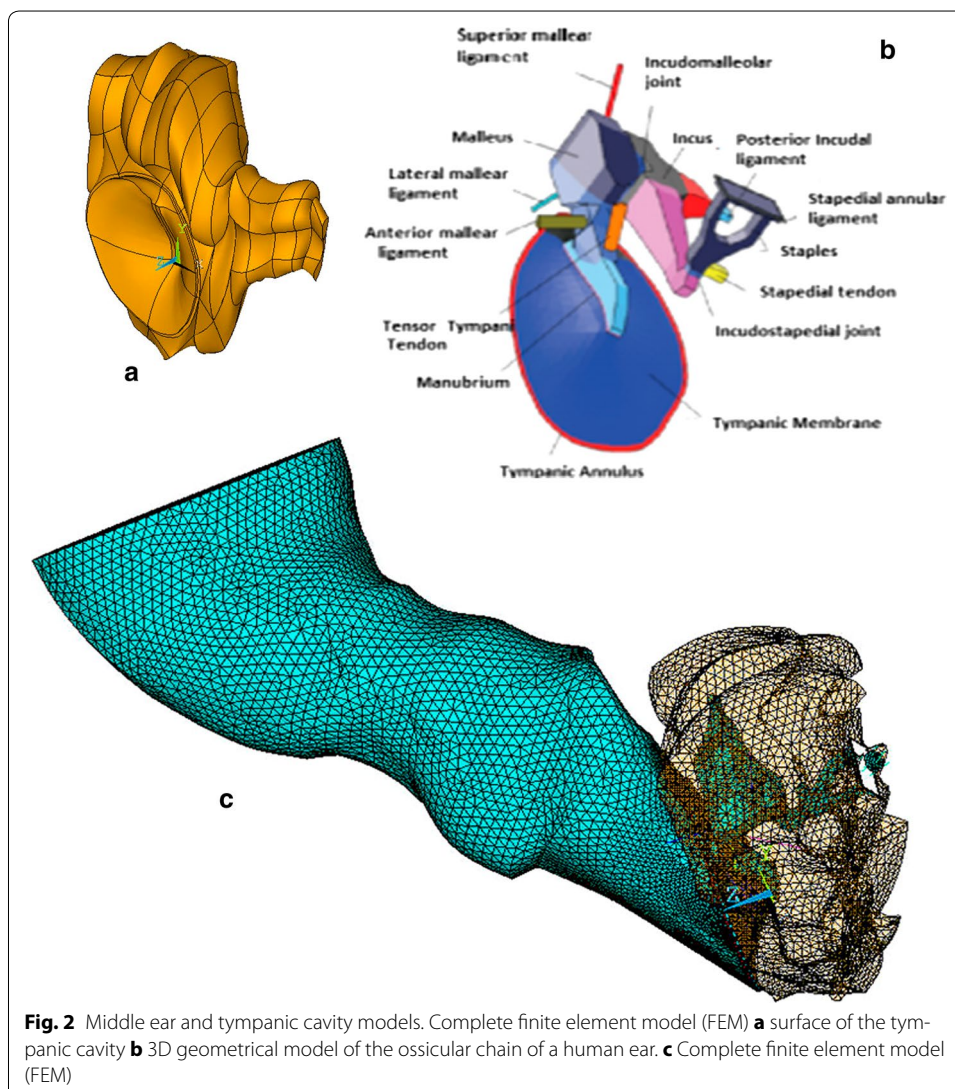 a
Superior mallear
ligament
b
Incudomalleolar
joint
Malleus
Incus
Posterior Incudal
ligament
Lateral mallear
ligament
Stapedial annular
ligament
Anterior mallear
ligament
Staples
Stapedial tendon
Tensor Tympani
Tendon
Incudostapedial joint
Manubrium
Tympanic Membrane
Tympanic Annulus
c
Z
Y
Fig. 2 Middle ear and tympanic cavity models. Complete finite element model (FEM) a surface of the tym-
panic cavity b 3D geometrical model of the ossicular chain of a human ear. c Complete finite element model
(FEM)